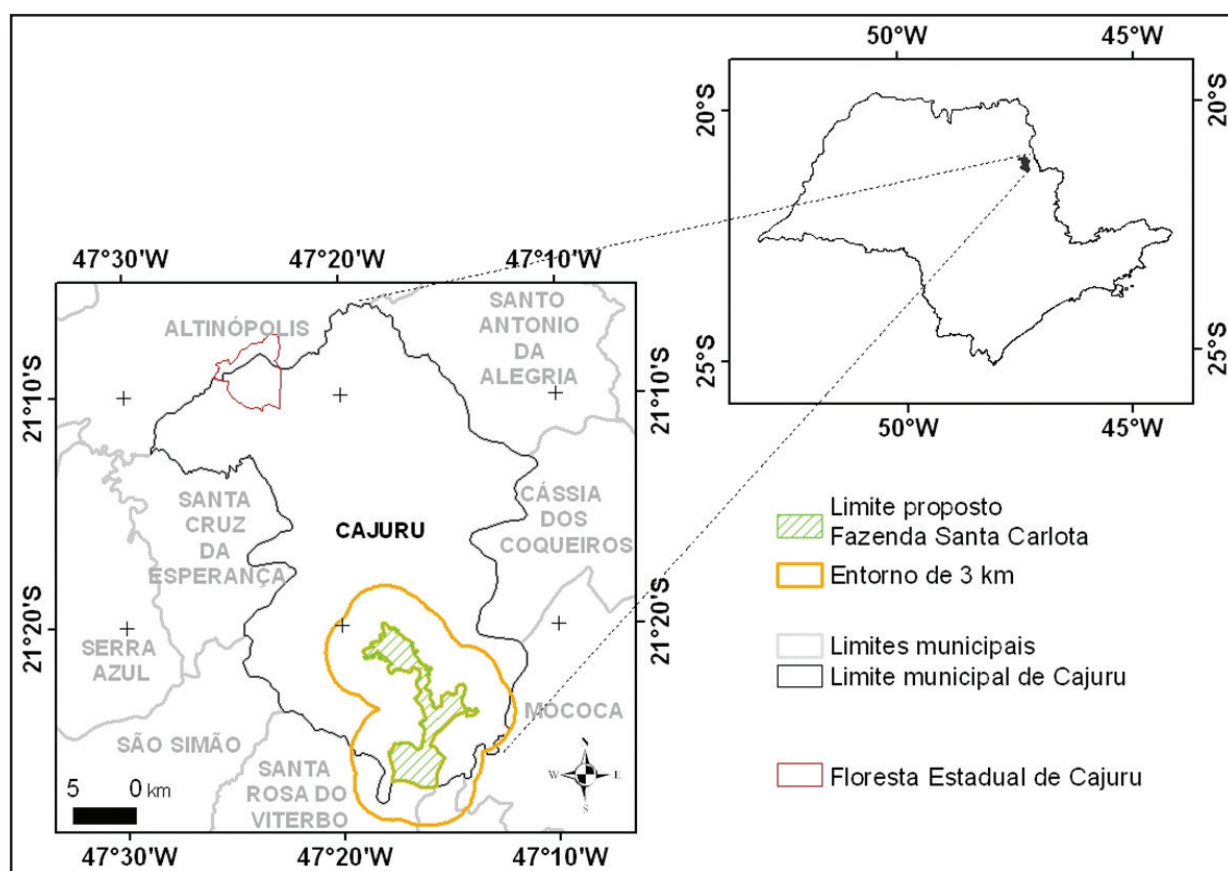 50°W 45°W
20°S 20°S
25°S 25°S
50°W 45°W
47°30'W 47°20'W 47°10'W
21°10'S 21°10'S
21°20'S 21°20'S
47°30'W 47°20'W 47°10'W
ALTINÓPOLIS
SANTO
ANTONIO
DA
ALEGRIA
SANTA
CRUZ
DA
ESPERANÇA
CAJURU
CÁSSIA
DOS
COQUEIROS
SERRA
AZUL
SÃO SIMÃO
MOCOCA
SANTA
ROSA DO
VITERBO
5 0 km
N
W E
S
Limite proposto
Fazenda Santa Carlota
Entorno de 3 km
Limites municipais
Limite municipal de Cajuru
Floresta Estadual de Cajuru